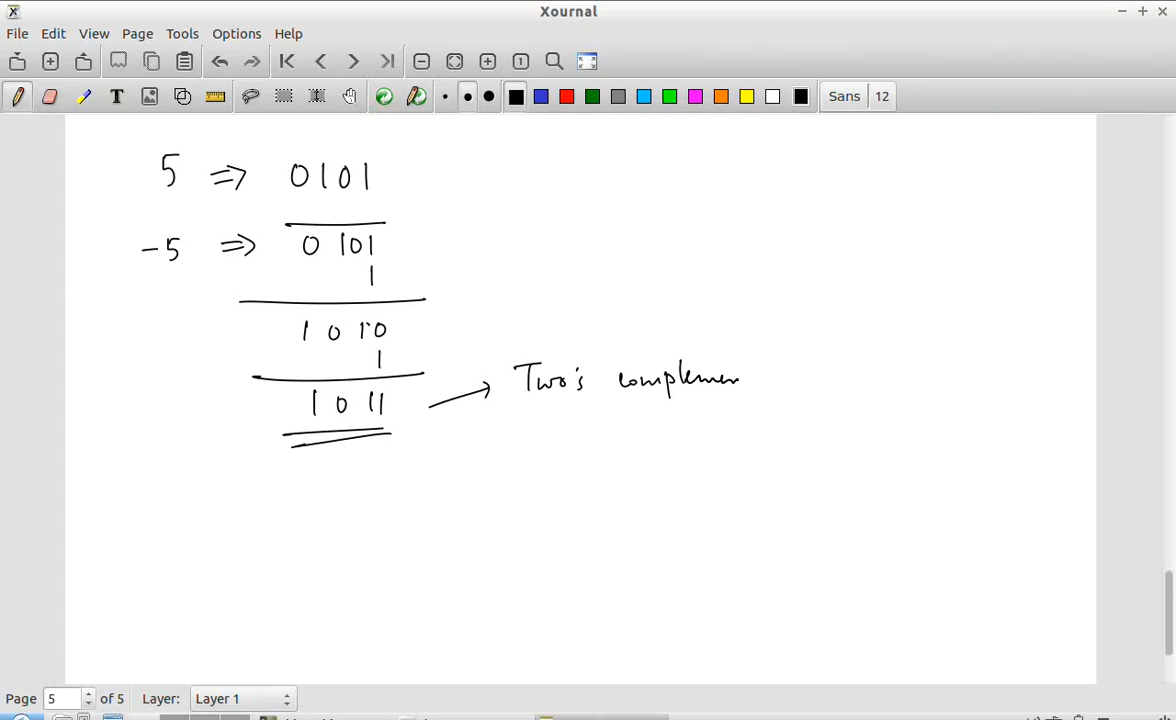 Xournal
File Edit View Page Tools Options Help
Sans 12
5 ⇒ 0101
-5 ⇒ 0101
1
1010
1
1011 → Two's complemen
Page 5 of 5 Layer: Layer 1